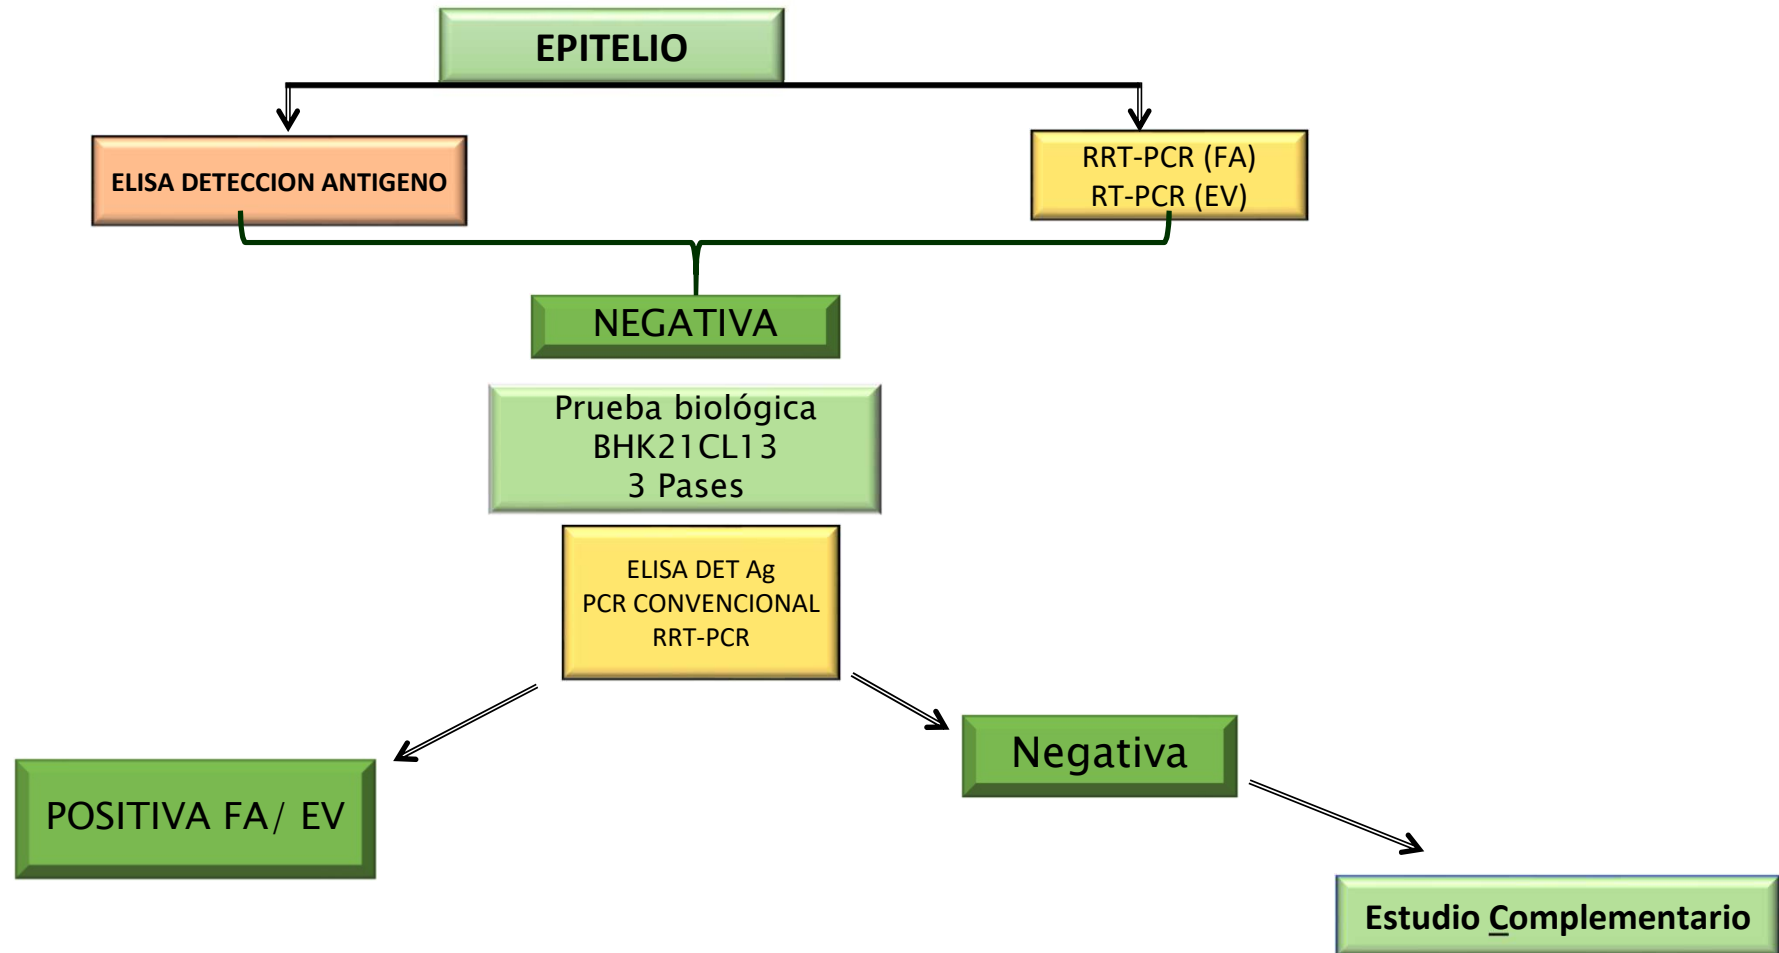 EPITELIO
ELISA DETECCION ANTIGENO
RRT-PCR (FA)
RT-PCR (EV)
NEGATIVA
Prueba biológica
BHK21CL13
3 Pases
ELISA DET Ag
PCR CONVENCIONAL
RRT-PCR
Negativa
POSITIVA FA/ EV
Estudio Complementario